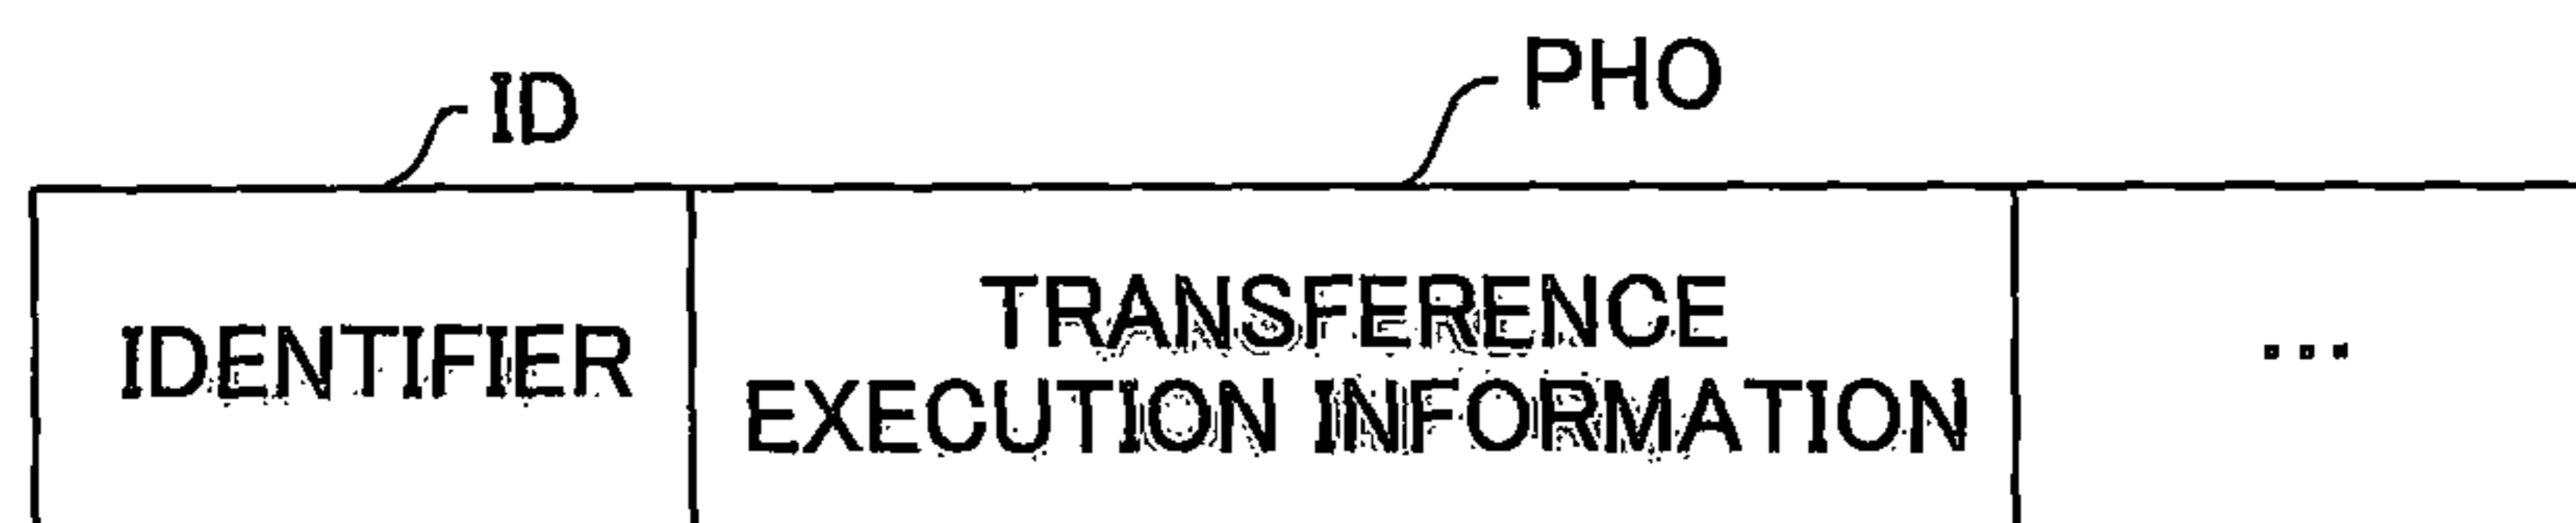 ID
PHO
IDENTIFIER
TRANSFERENCE
EXECUTION INFORMATION
...